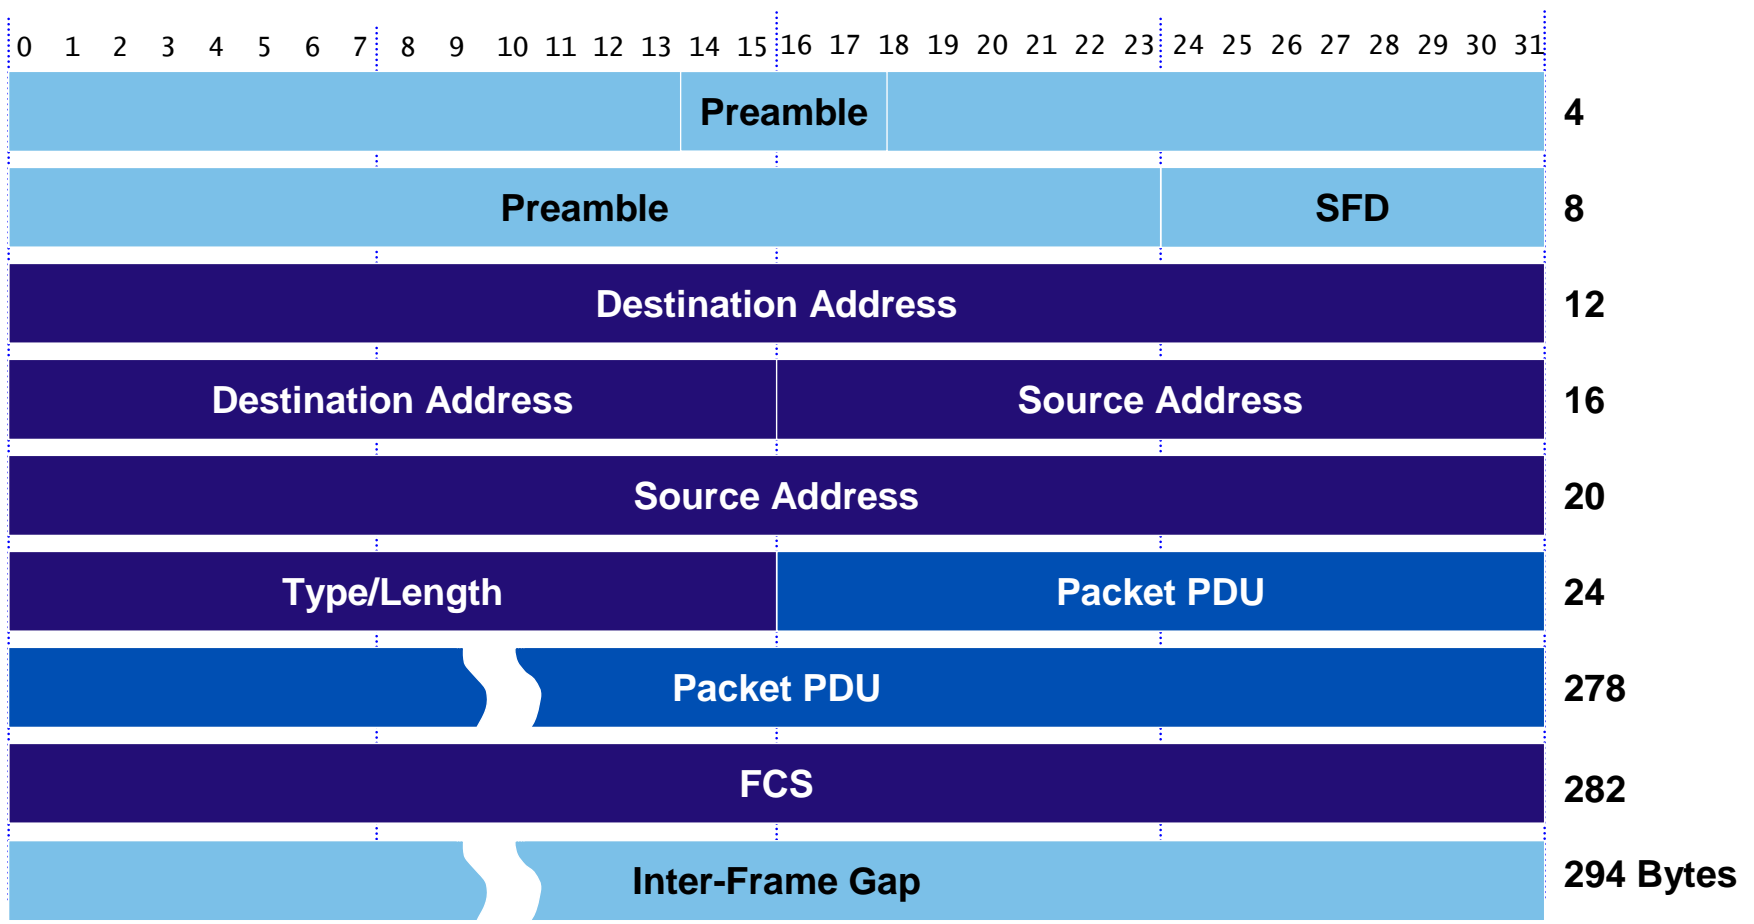 0 1 2 3 4 5 6 7 8 9 10 11 12 13 14 15 16 17 18 19 20 21 22 23 24 25 26 27 28 29 30 31
Preamble 4
Preamble SFD 8
Destination Address 12
Destination Address Source Address 16
Source Address 20
Type/Length Packet PDU 24
Packet PDU 278
FCS 282
Inter-Frame Gap 294 Bytes